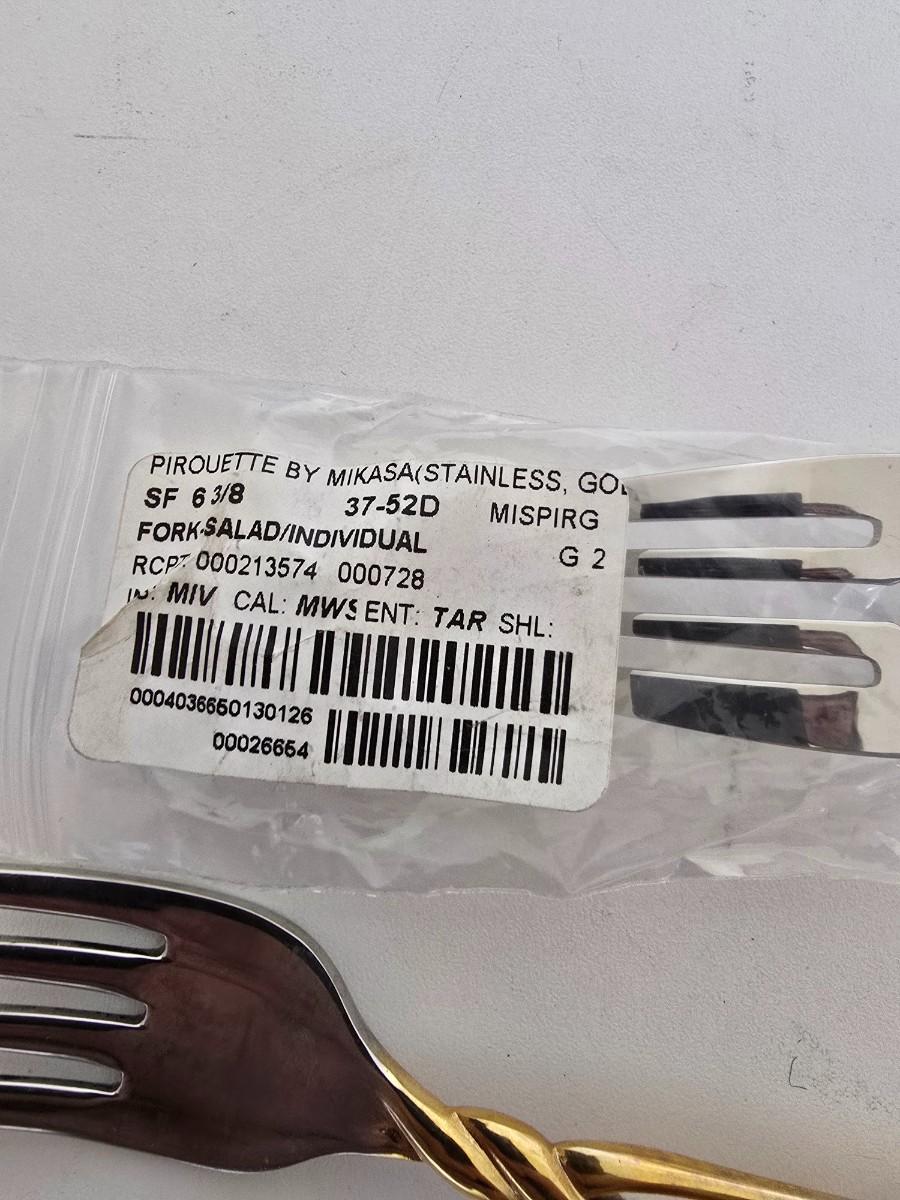 PIROUETTE BY MIKASA(STAINLESS, GOL
SF 6 3/8 37-52D MISPIRG
FORK-SALAD/INDIVIDUAL G 2
RCPT 000213574 000728
IN: MIV CAL: MWS ENT: TAR SHL:
0004036650130126
00026654